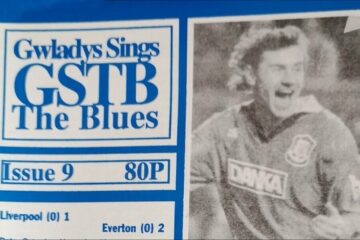 Gwladys Sings
GSTB
The Blues
Issue 9 80P
Liverpool (0) 1
Everton (0) 2
DANKA